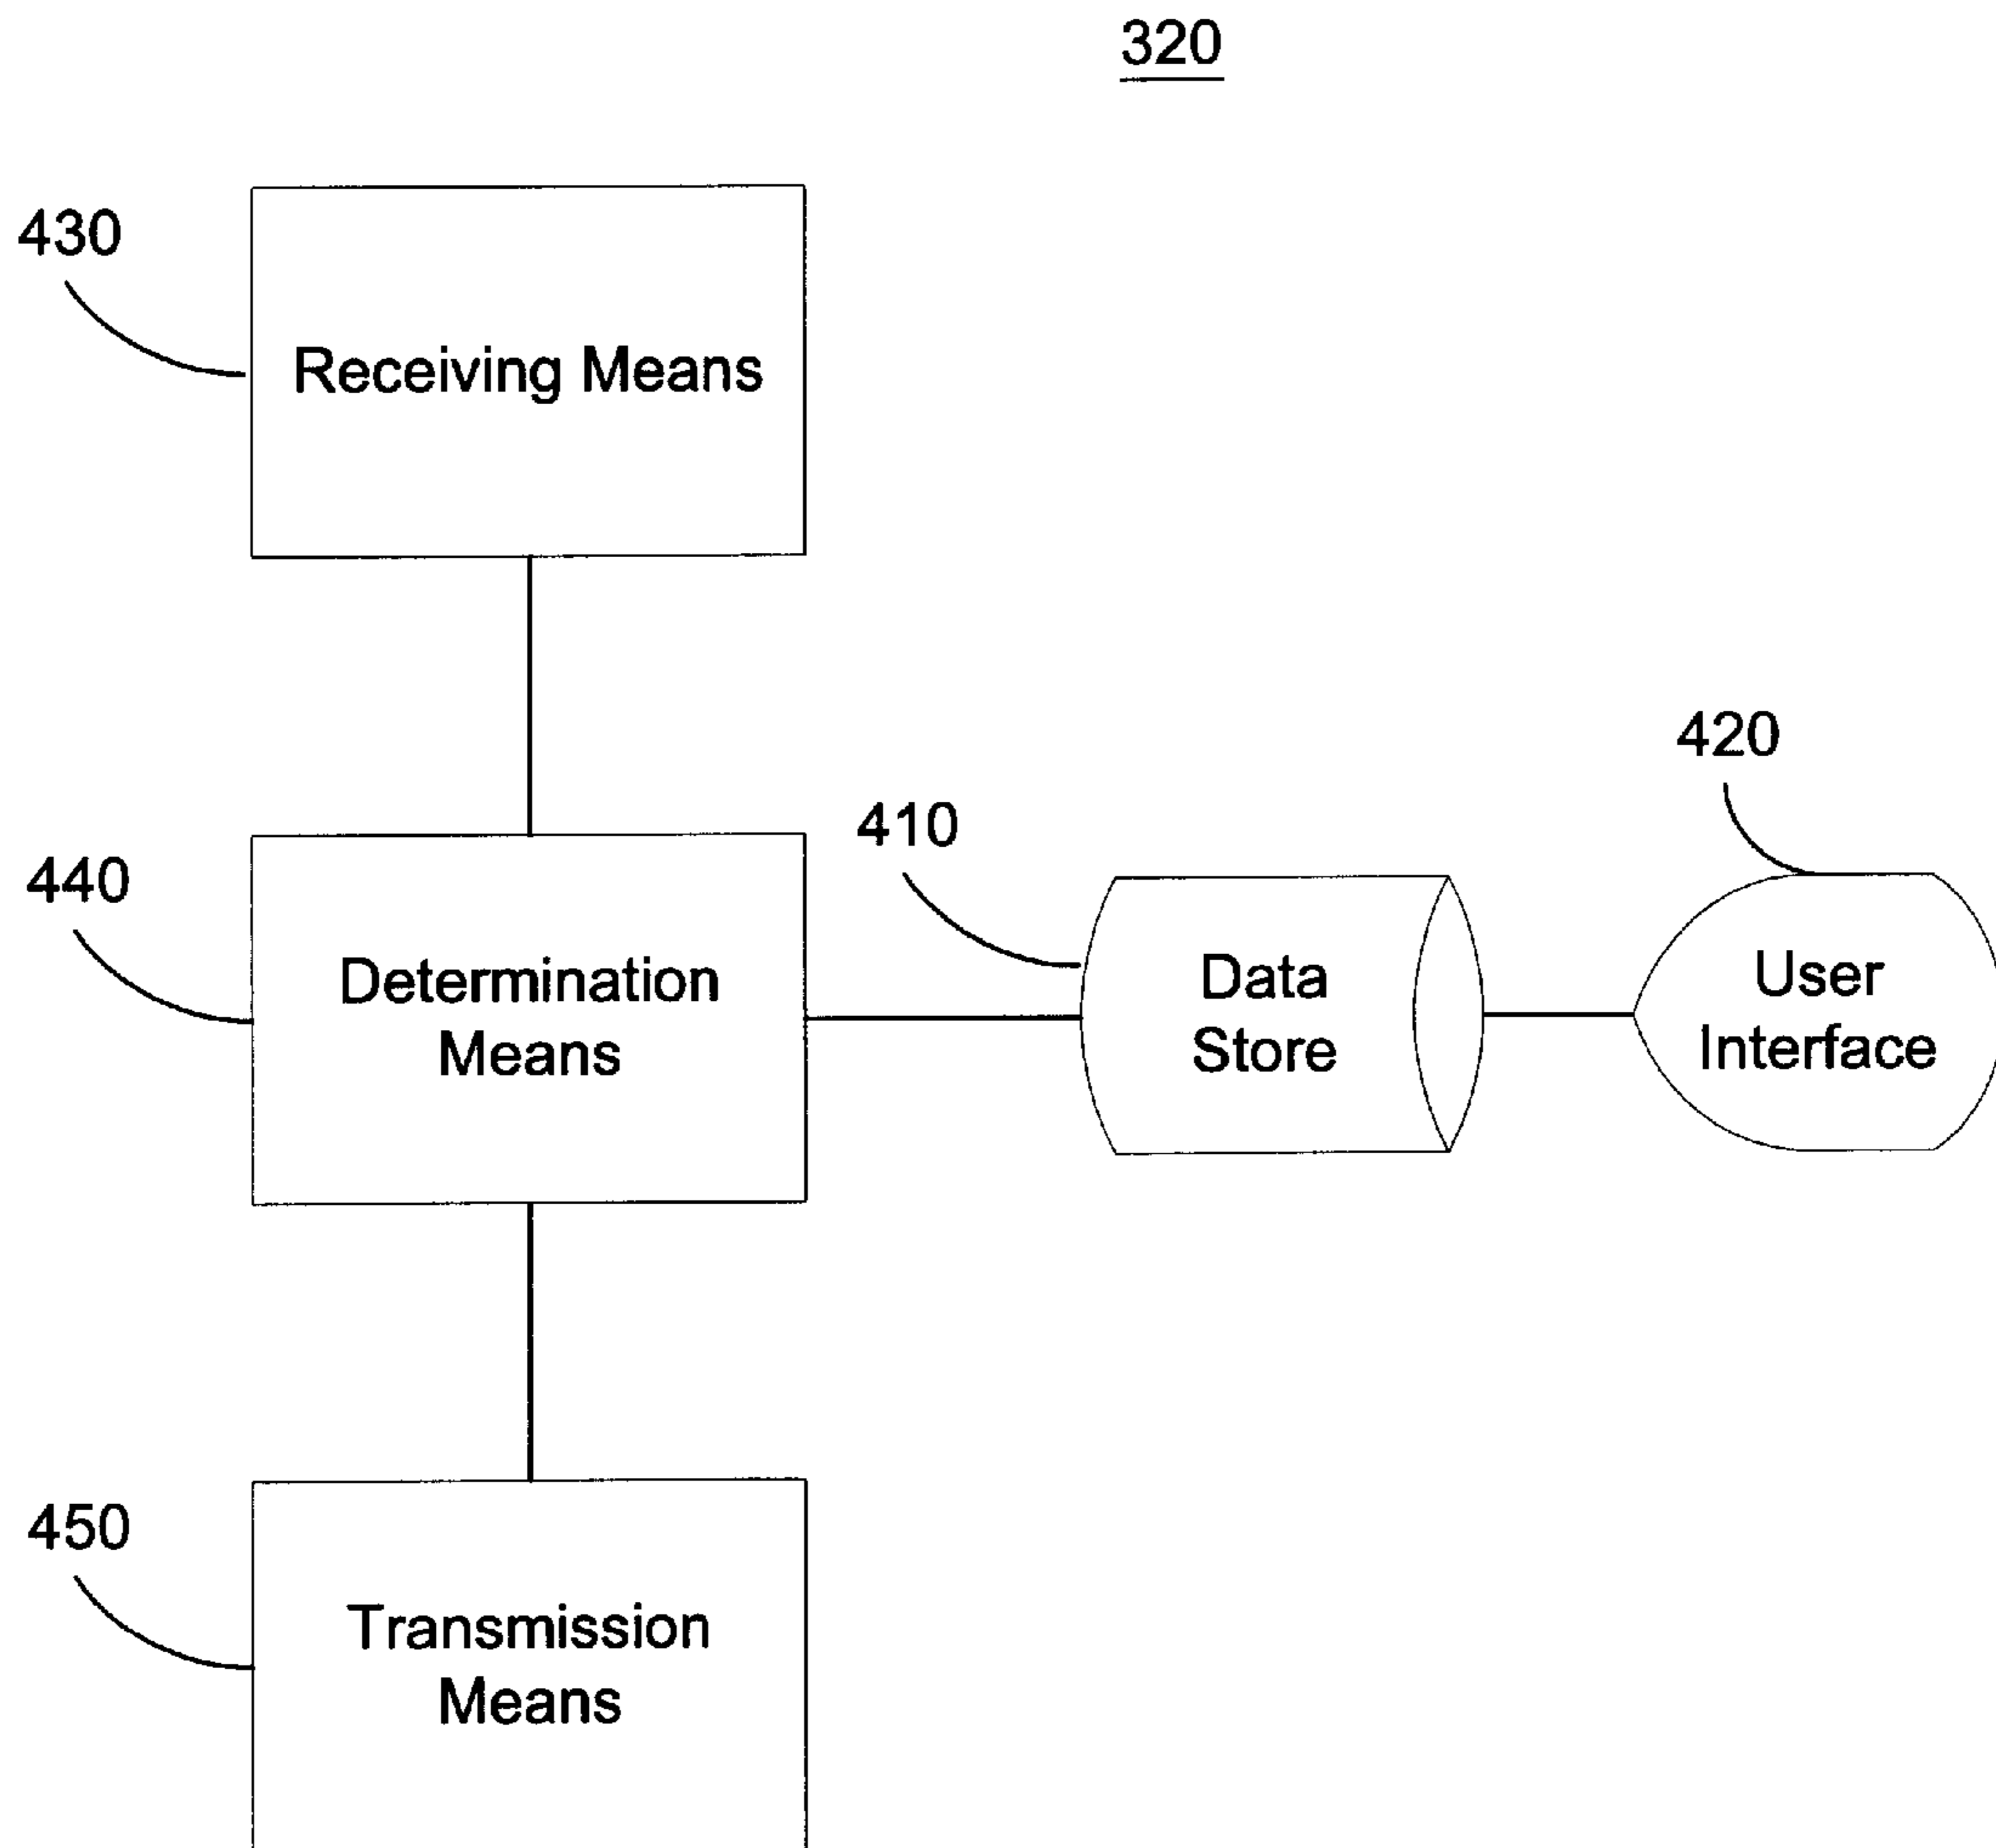 320
430
Receiving Means
420
410
440
Determination
Means
Data
Store
User
Interface
450
Transmission
Means